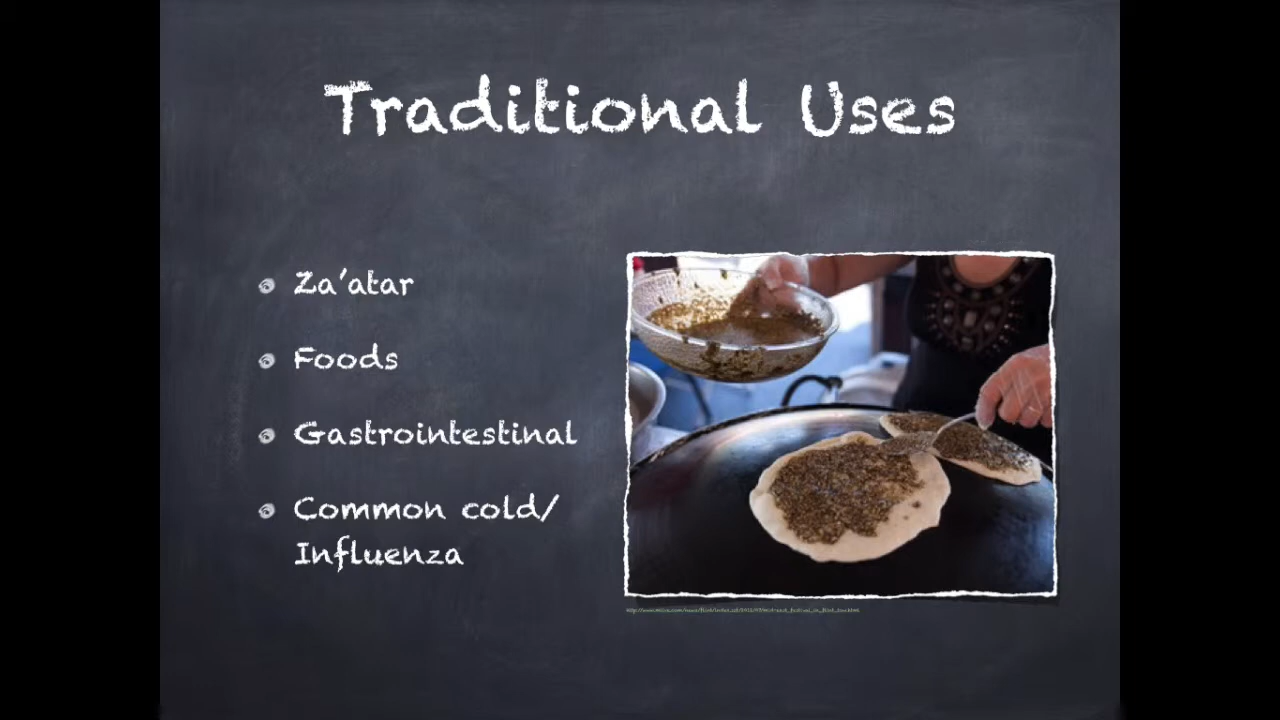 Traditional Uses
Za'atar
Foods
Gastrointestinal
Common cold/
Influenza